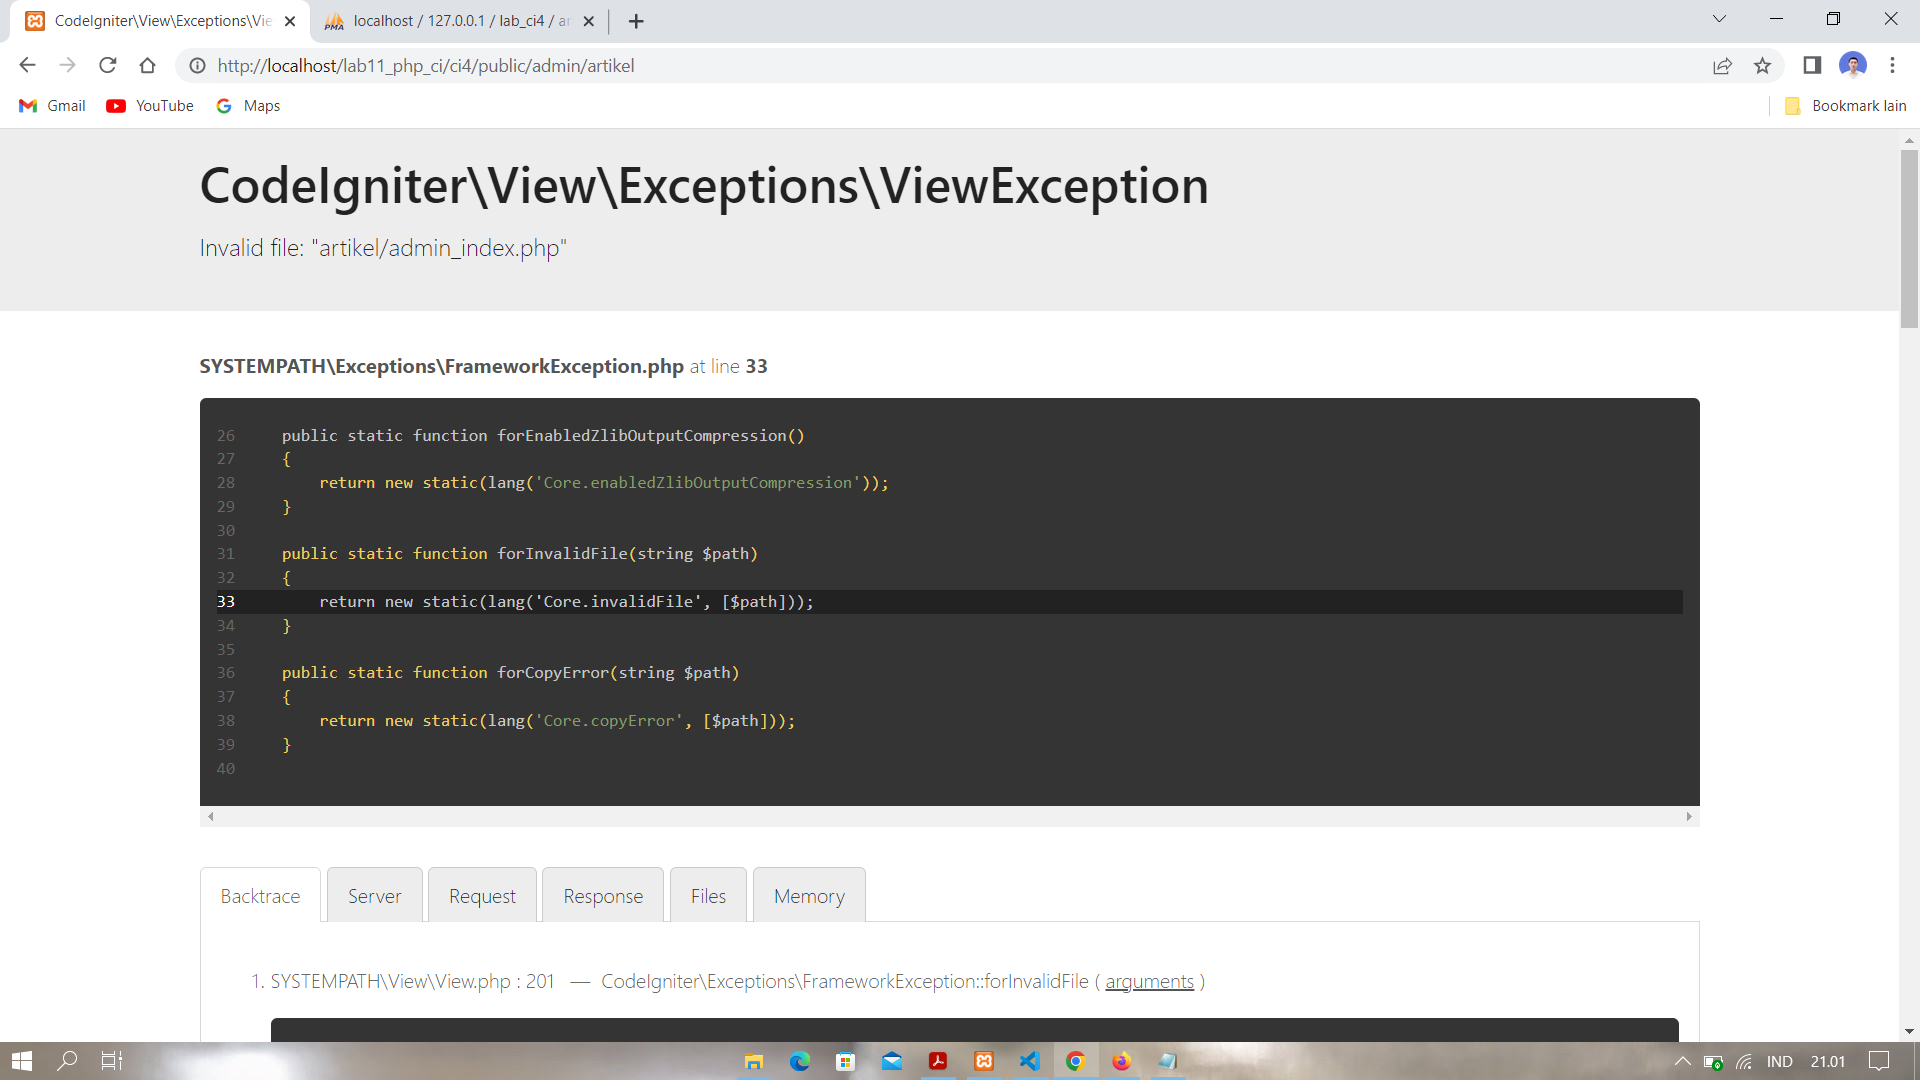 CodeIgniter\View\Exceptions\Vie
localhost / 127.0.0.1 / lab_ci4 / ar
http://localhost/lab11_php_ci/ci4/public/admin/artikel
Gmail
YouTube
Maps
Bookmark lain
CodeIgniter\View\Exceptions\ViewException
Invalid file: "artikel/admin_index.php"
SYSTEMPATH\Exceptions\FrameworkException.php at line 33
26 public static function forEnabledZlibOutputCompression()
27 {
28 return new static(lang('Core.enabledZlibOutputCompression'));
29 }
30
31 public static function forInvalidFile(string $path)
32 {
33 return new static(lang('Core.invalidFile', [$path]));
34 }
35
36 public static function forCopyError(string $path)
37 {
38 return new static(lang('Core.copyError', [$path]));
39 }
40
Backtrace
Server
Request
Response
Files
Memory
1. SYSTEMPATH\View\View.php : 201 — CodeIgniter\Exceptions\FrameworkException::forInvalidFile ( arguments )
IND
21.01